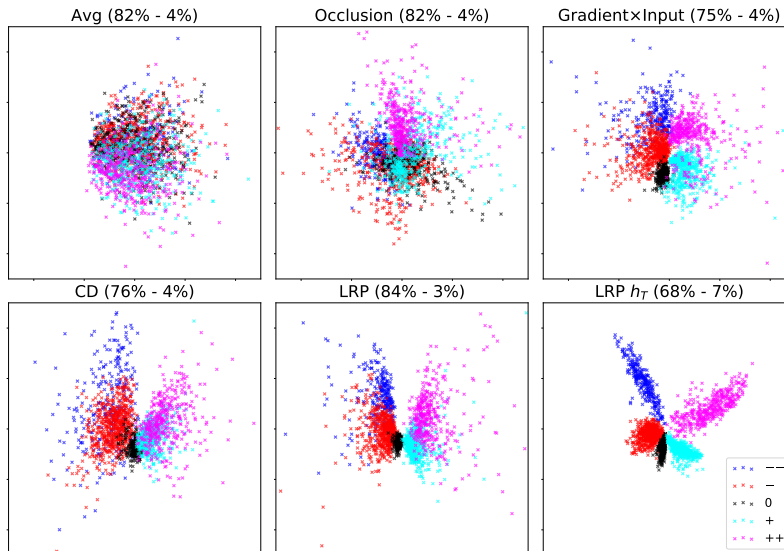 Avg (82% - 4%)
Occlusion (82% - 4%)
Gradient×Input (75% - 4%)
CD (76% - 4%)
LRP (84% - 3%)
LRP h_T (68% - 7%)
−−
−
0
+
++